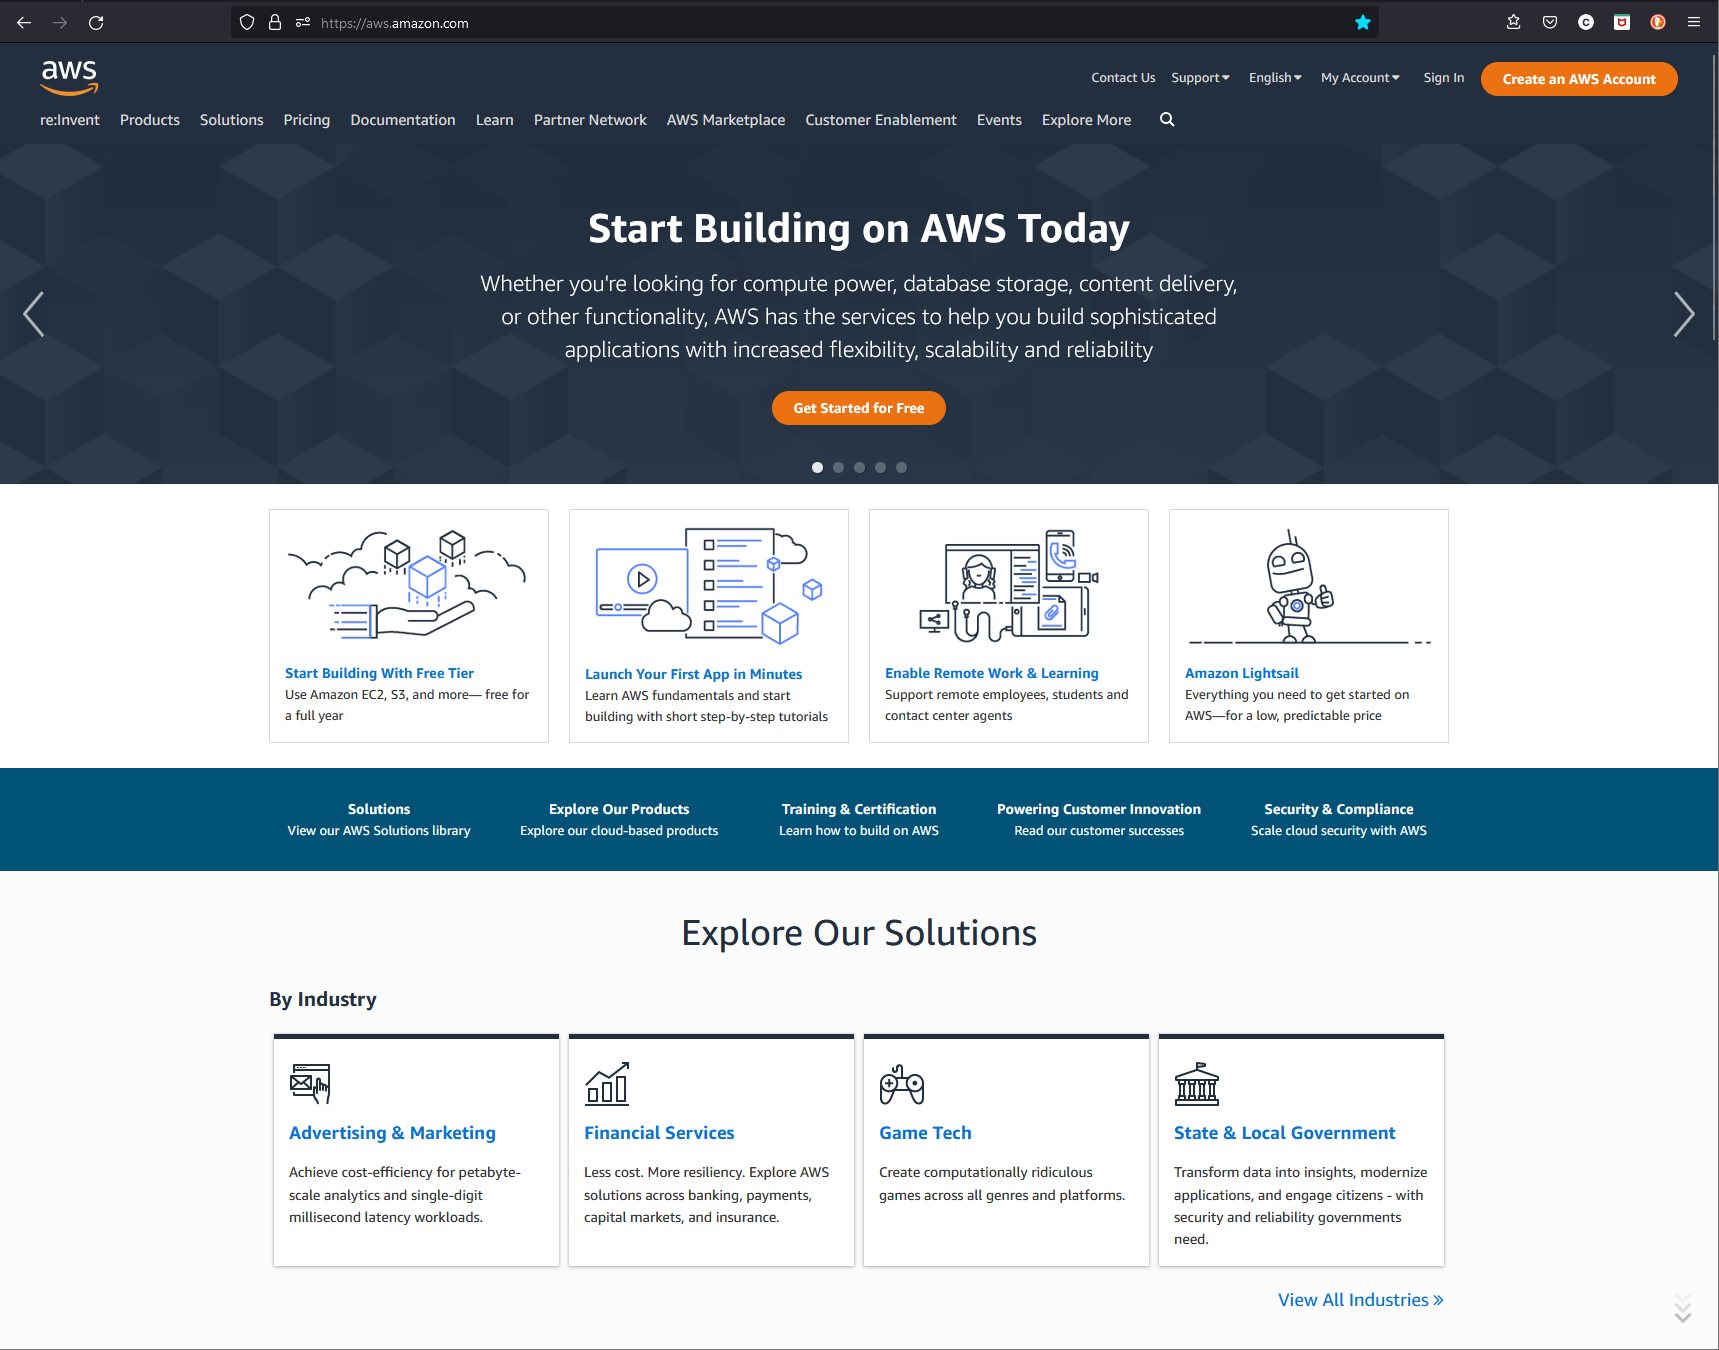 https://aws.amazon.com
aws
Contact Us Support English My Account Sign In Create an AWS Account
re:Invent Products Solutions Pricing Documentation Learn Partner Network AWS Marketplace Customer Enablement Events Explore More
Start Building on AWS Today
Whether you're looking for compute power, database storage, content delivery,
or other functionality, AWS has the services to help you build sophisticated
applications with increased flexibility, scalability and reliability
Get Started for Free
Start Building With Free Tier
Use Amazon EC2, S3, and more— free for
a full year
Launch Your First App in Minutes
Learn AWS fundamentals and start
building with short step-by-step tutorials
Enable Remote Work & Learning
Support remote employees, students and
contact center agents
Amazon Lightsail
Everything you need to get started on
AWS—for a low, predictable price
Solutions
View our AWS Solutions library
Explore Our Products
Explore our cloud-based products
Training & Certification
Learn how to build on AWS
Powering Customer Innovation
Read our customer successes
Security & Compliance
Scale cloud security with AWS
Explore Our Solutions
By Industry
Advertising & Marketing
Achieve cost-efficiency for petabyte-
scale analytics and single-digit
millisecond latency workloads.
Financial Services
Less cost. More resiliency. Explore AWS
solutions across banking, payments,
capital markets, and insurance.
Game Tech
Create computationally ridiculous
games across all genres and platforms.
State & Local Government
Transform data into insights, modernize
applications, and engage citizens - with
security and reliability governments
need.
View All Industries »